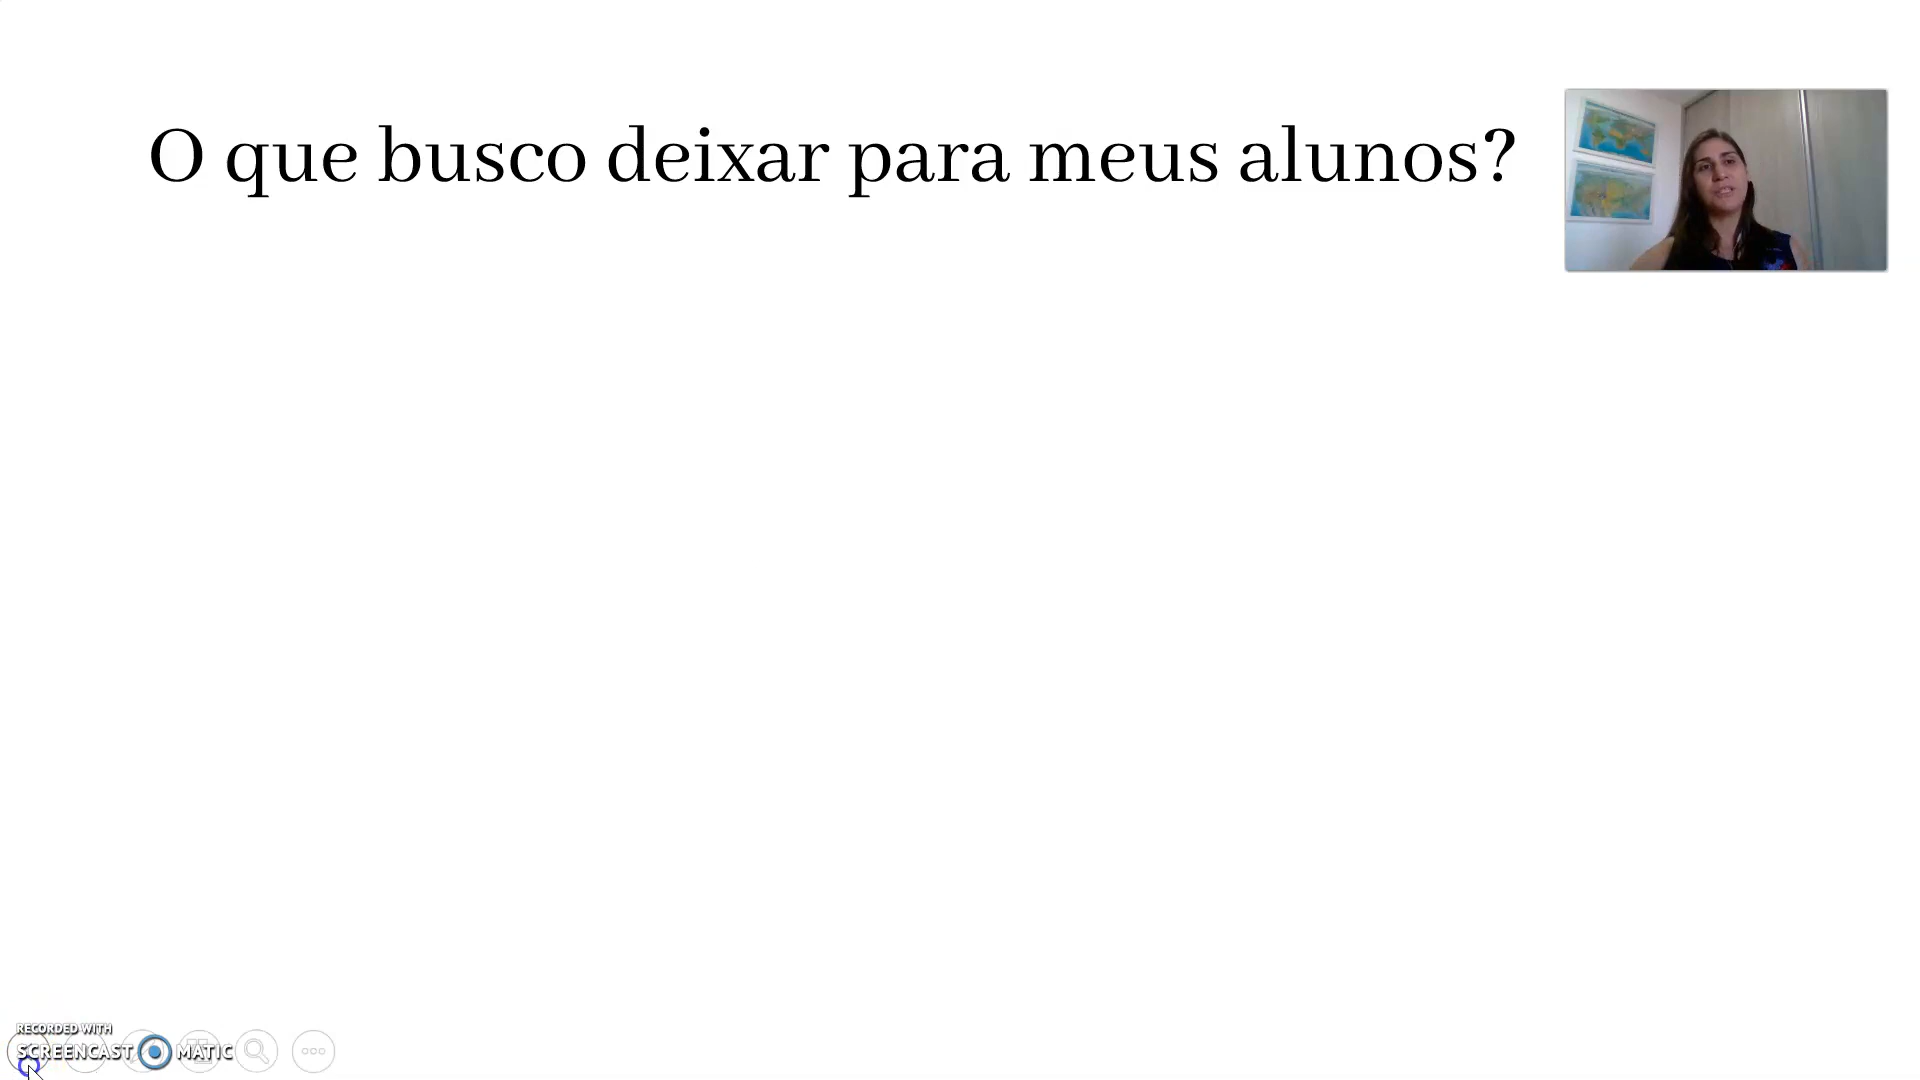 O que busco deixar para meus alunos?
RECORDED WITH
SCREENCAST MATIC